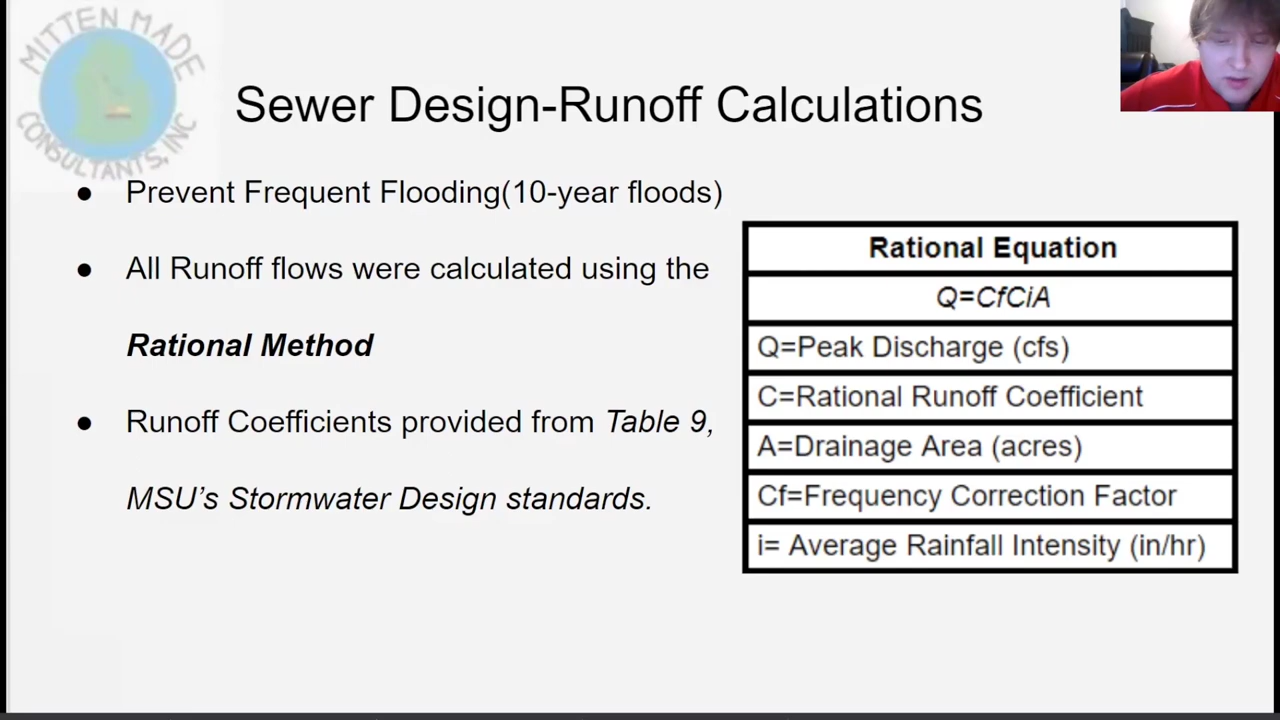 MITTEN MADE
CONSULTANTS, INC
Sewer Design-Runoff Calculations
● Prevent Frequent Flooding(10-year floods)
● All Runoff flows were calculated using the
Rational Method
● Runoff Coefficients provided from Table 9,
MSU's Stormwater Design standards.
Rational Equation
Q=CfCiA
Q=Peak Discharge (cfs)
C=Rational Runoff Coefficient
A=Drainage Area (acres)
Cf=Frequency Correction Factor
i= Average Rainfall Intensity (in/hr)